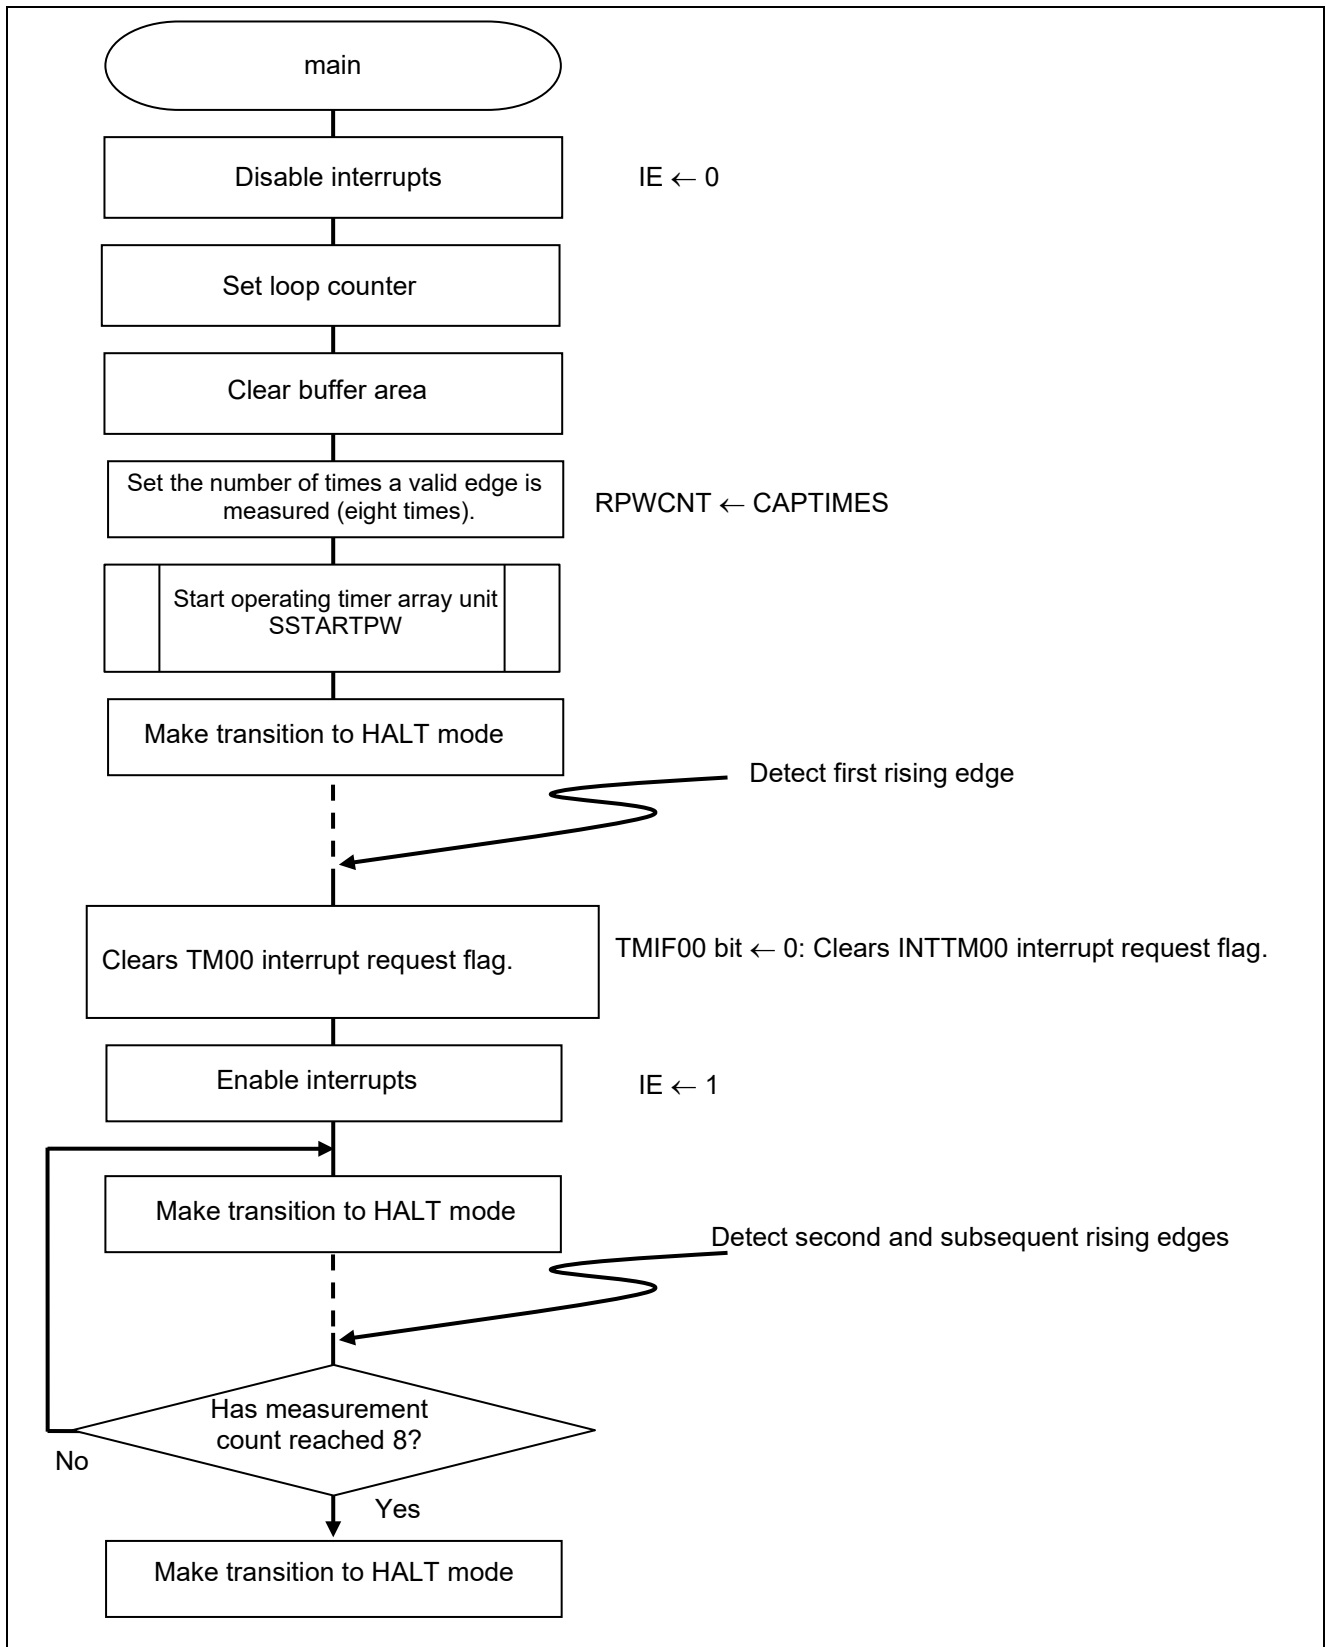 main
Disable interrupts
IE ← 0
Set loop counter
Clear buffer area
Set the number of times a valid edge is
measured (eight times).
RPWCNT ← CAPTIMES
Start operating timer array unit
SSTARTPW
Make transition to HALT mode
Detect first rising edge
Clears TM00 interrupt request flag.
TMIF00 bit ← 0: Clears INTTM00 interrupt request flag.
Enable interrupts
IE ← 1
Make transition to HALT mode
Detect second and subsequent rising edges
Has measurement
count reached 8?
No
Yes
Make transition to HALT mode